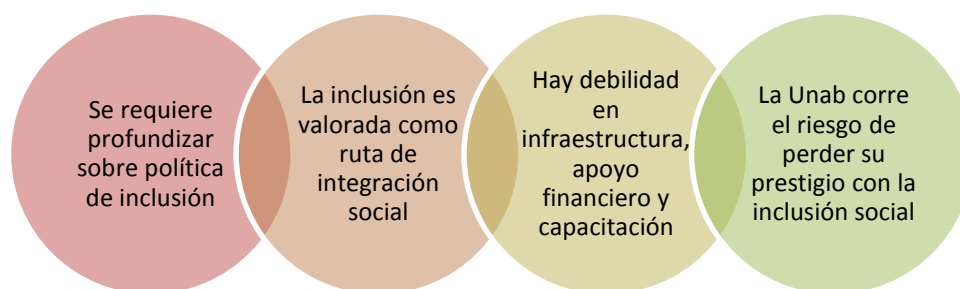 Se requiere
profundizar
sobre política
de inclusión
La inclusión es
valorada como
ruta de
integración
social
Hay debilidad
en
infraestructura,
apoyo
financiero y
capacitación
La Unab corre
el riesgo de
perder su
prestigio con la
inclusión social